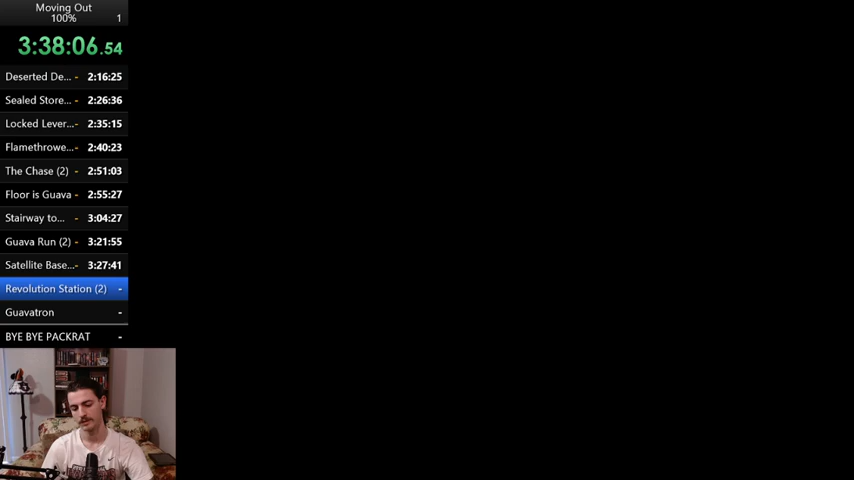 Moving Out
100% 1
3:38:06.54
Deserted De... - 2:16:25
Sealed Store... - 2:26:36
Locked Lever... - 2:35:15
Flamethrowe... - 2:40:23
The Chase (2) - 2:51:03
Floor is Guava - 2:55:27
Stairway to... - 3:04:27
Guava Run (2) - 3:21:55
Satellite Base... - 3:27:41
Revolution Station (2) -
Guavatron -
BYE BYE PACKRAT -